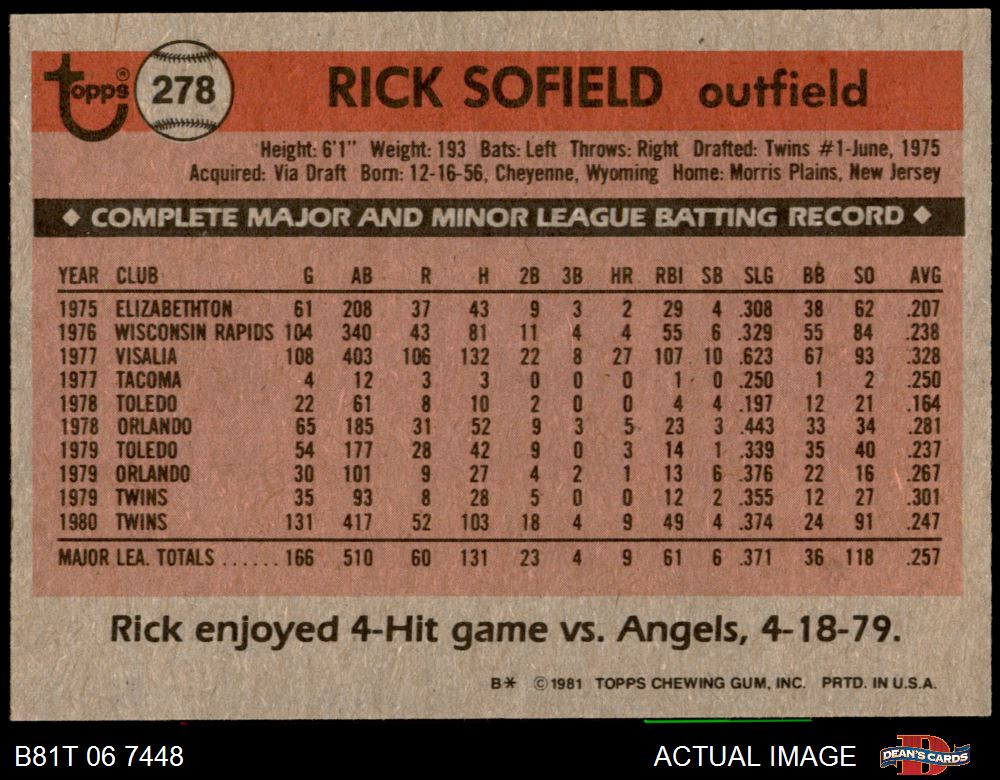 topps® 278 RICK SOFIELD outfield
Height: 6'1" Weight: 193 Bats: Left Throws: Right Drafted: Twins #1-June, 1975
Acquired: Via Draft Born: 12-16-56, Cheyenne, Wyoming Home: Morris Plains, New Jersey
◆ COMPLETE MAJOR AND MINOR LEAGUE BATTING RECORD ◆
YEAR CLUB G AB R H 2B 3B HR RBI SB SLG BB SO AVG
1975 ELIZABETHTON 61 208 37 43 9 3 2 29 4 .308 38 62 .207
1976 WISCONSIN RAPIDS 104 340 43 81 11 4 4 55 6 .329 55 84 .238
1977 VISALIA 108 403 106 132 22 8 27 107 10 .623 67 93 .328
1977 TACOMA 4 12 3 3 0 0 0 1 0 .250 1 2 .250
1978 TOLEDO 22 61 8 10 2 0 0 4 4 .197 12 21 .164
1978 ORLANDO 65 185 31 52 9 3 5 23 3 .443 33 34 .281
1979 TOLEDO 54 177 28 42 9 0 3 14 1 .339 35 40 .237
1979 ORLANDO 30 101 9 27 4 2 1 13 6 .376 22 16 .267
1979 TWINS 35 93 8 28 5 0 0 12 2 .355 12 27 .301
1980 TWINS 131 417 52 103 18 4 9 49 4 .374 24 91 .247
MAJOR LEA. TOTALS ...... 166 510 60 131 23 4 9 61 6 .371 36 118 .257
Rick enjoyed 4-Hit game vs. Angels, 4-18-79.
B* ©1981 TOPPS CHEWING GUM, INC. PRTD. IN U.S.A.
B81T 06 7448 ACTUAL IMAGE DEAN'S CARDS